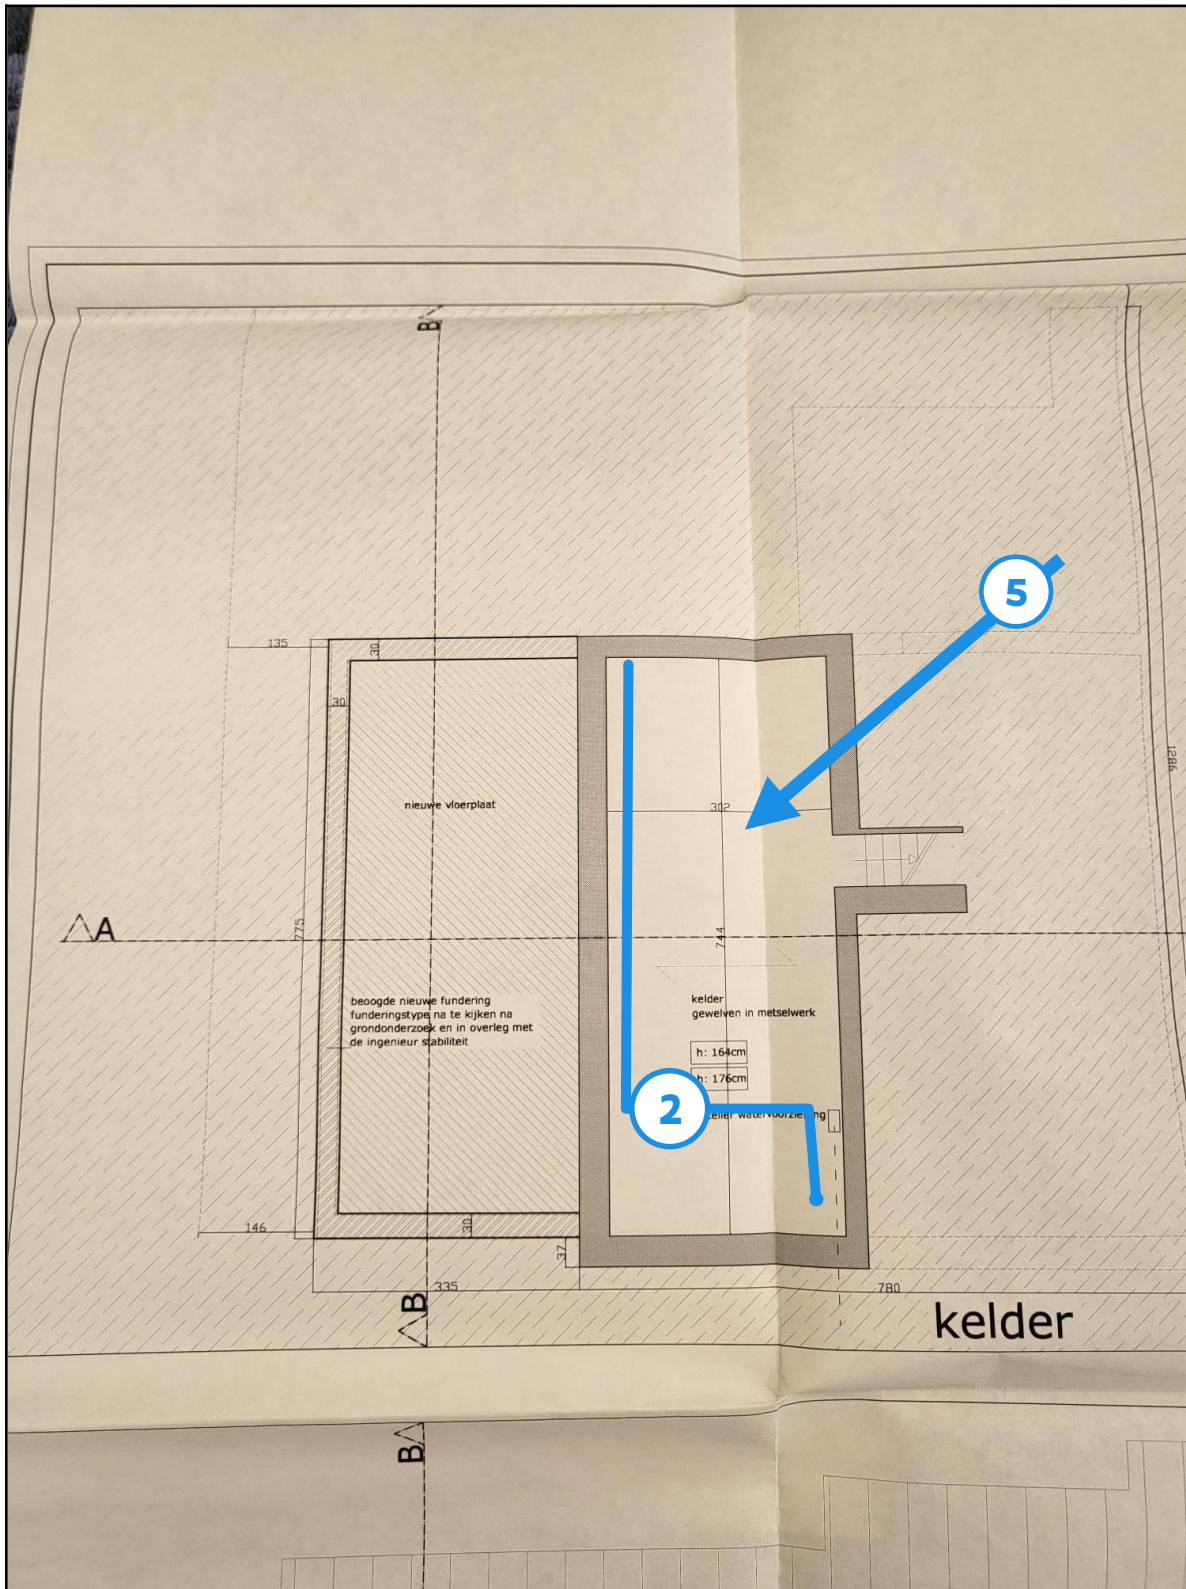 B
5
135
30
30
1286
nieuwe vloerplaat
302
A
775
744
beoogde nieuwe fundering
funderingstype na te kijken na
grondonderzoek en in overleg met
de ingenieur stabiliteit
kelder
gewelven in metselwerk
h: 164cm
h: 176cm
2
watervoorziening
146
30
37
335
780
B
kelder
B